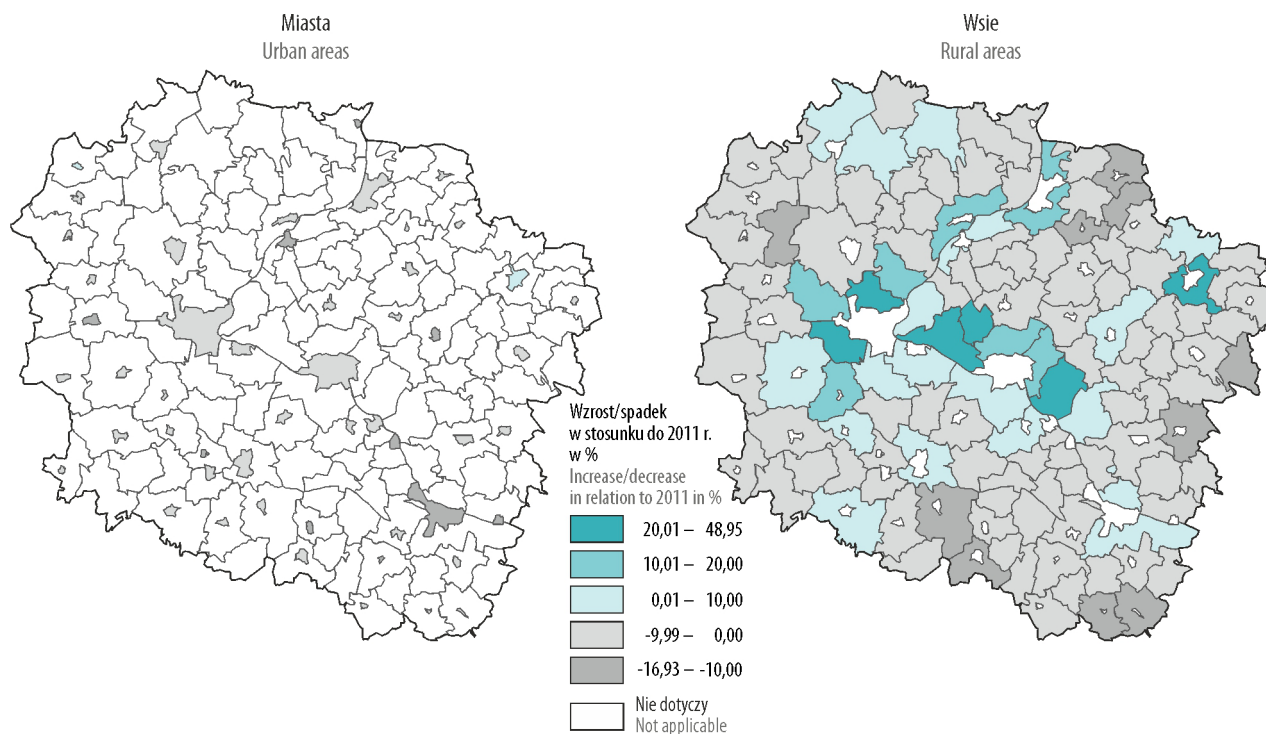 Miasta
Urban areas
Wsie
Rural areas
Wzrost/spadek
w stosunku do 2011 r.
w %
Increase/decrease
in relation to 2011 in %
20,01 – 48,95
10,01 – 20,00
0,01 – 10,00
-9,99 – 0,00
-16,93 – -10,00
Nie dotyczy
Not applicable